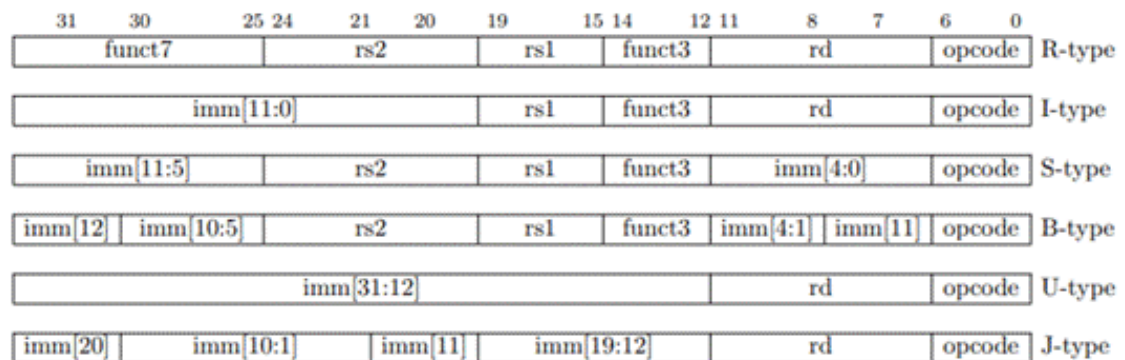 31 30 25 24 21 20 19 15 14 12 11 8 7 6 0
funct7 rs2 rs1 funct3 rd opcode R-type
imm[11:0] rs1 funct3 rd opcode I-type
imm[11:5] rs2 rs1 funct3 imm[4:0] opcode S-type
imm[12] imm[10:5] rs2 rs1 funct3 imm[4:1] imm[11] opcode B-type
imm[31:12] rd opcode U-type
imm[20] imm[10:1] imm[11] imm[19:12] rd opcode J-type